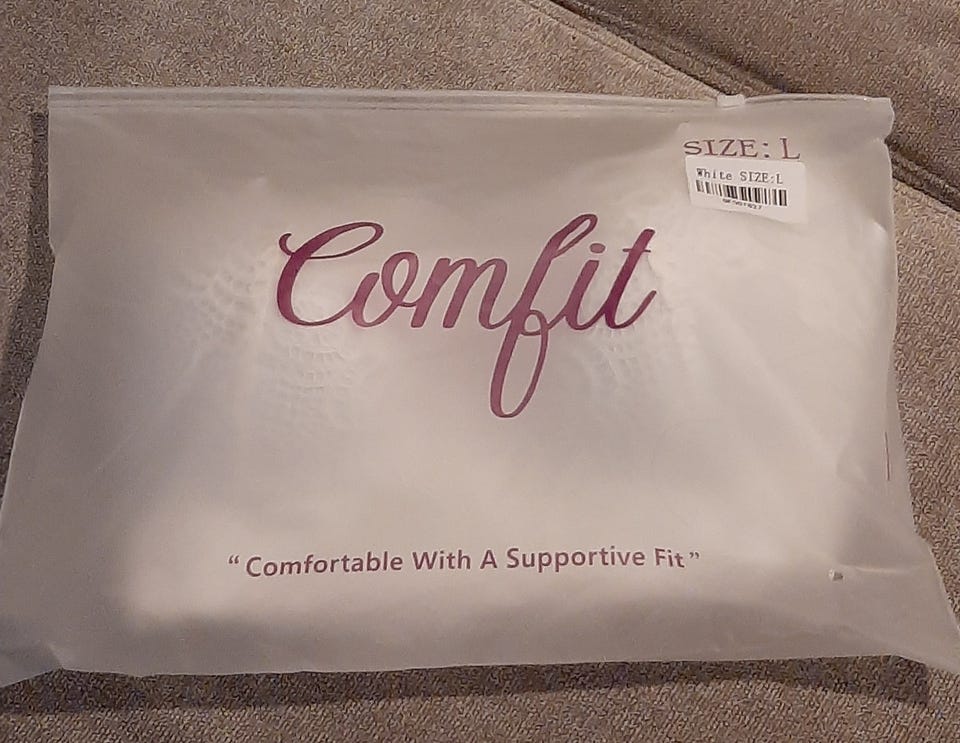 SIZE: L
White SIZE:L
Comfit
“Comfortable With A Supportive Fit”